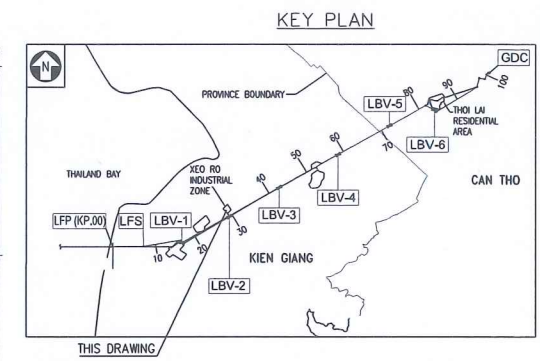 KEY PLAN
N
GDC
PROVINCE BOUNDARY
80
90
100
LBV-5
THOI LAI
RESIDENTIAL
AREA
LBV-6
70
60
50
LBV-4
CAN THO
THAILAND BAY
XEO RO
INDUSTRIAL
ZONE
40
LBV-3
LFP (KP.00)
LFS
LBV-1
30
20
10
KIEN GIANG
LBV-2
THIS DRAWING